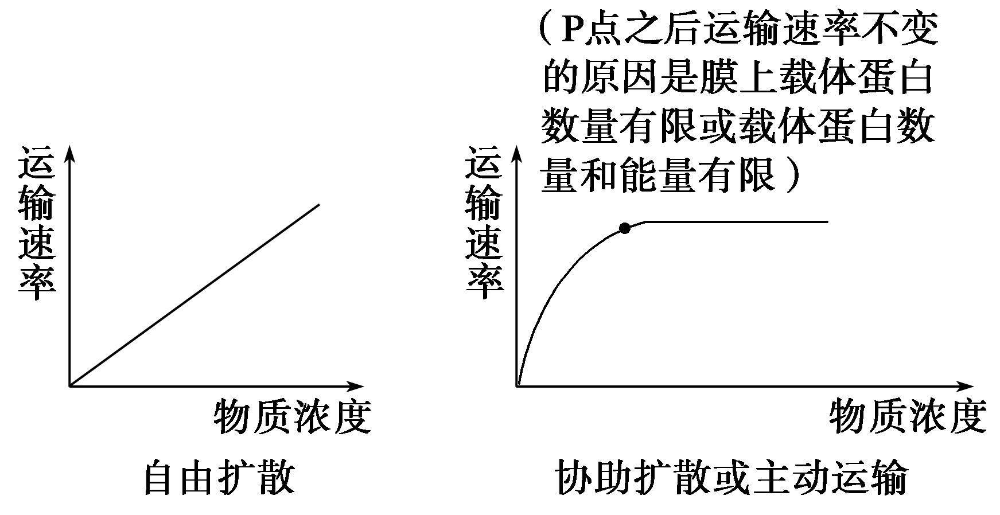 （P点之后运输速率不变
的原因是膜上载体蛋白
数量有限或载体蛋白数
量和能量有限）
运输速率
物质浓度
自由扩散
运输速率
物质浓度
协助扩散或主动运输